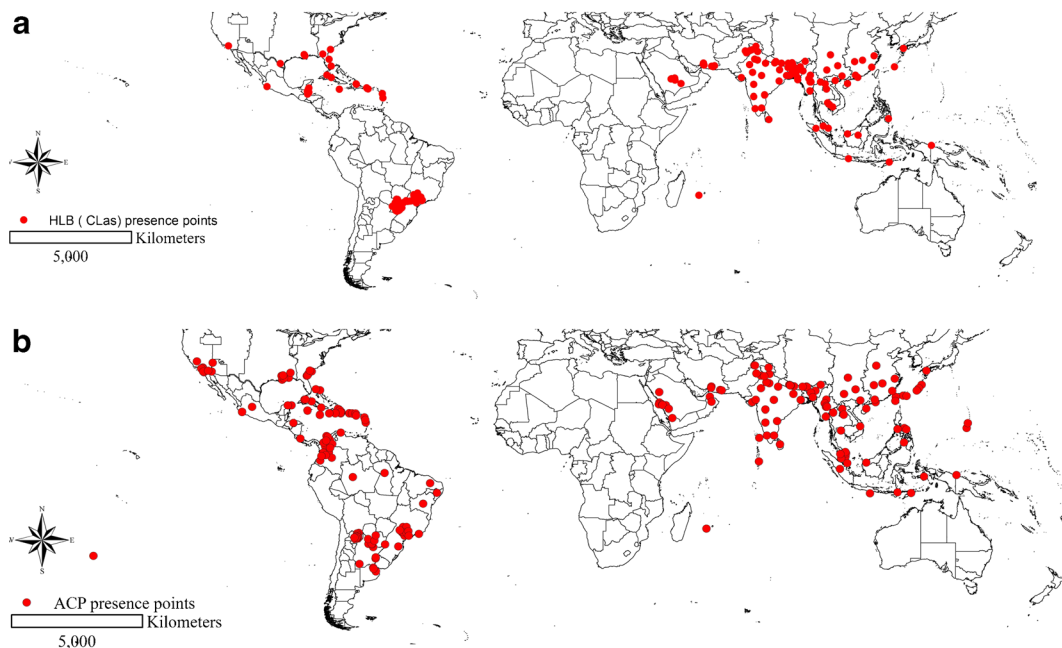 a
N
E
S
HLB ( CLas) presence points
Kilometers
5,000
b
N
W
E
S
ACP presence points
Kilometers
5,000